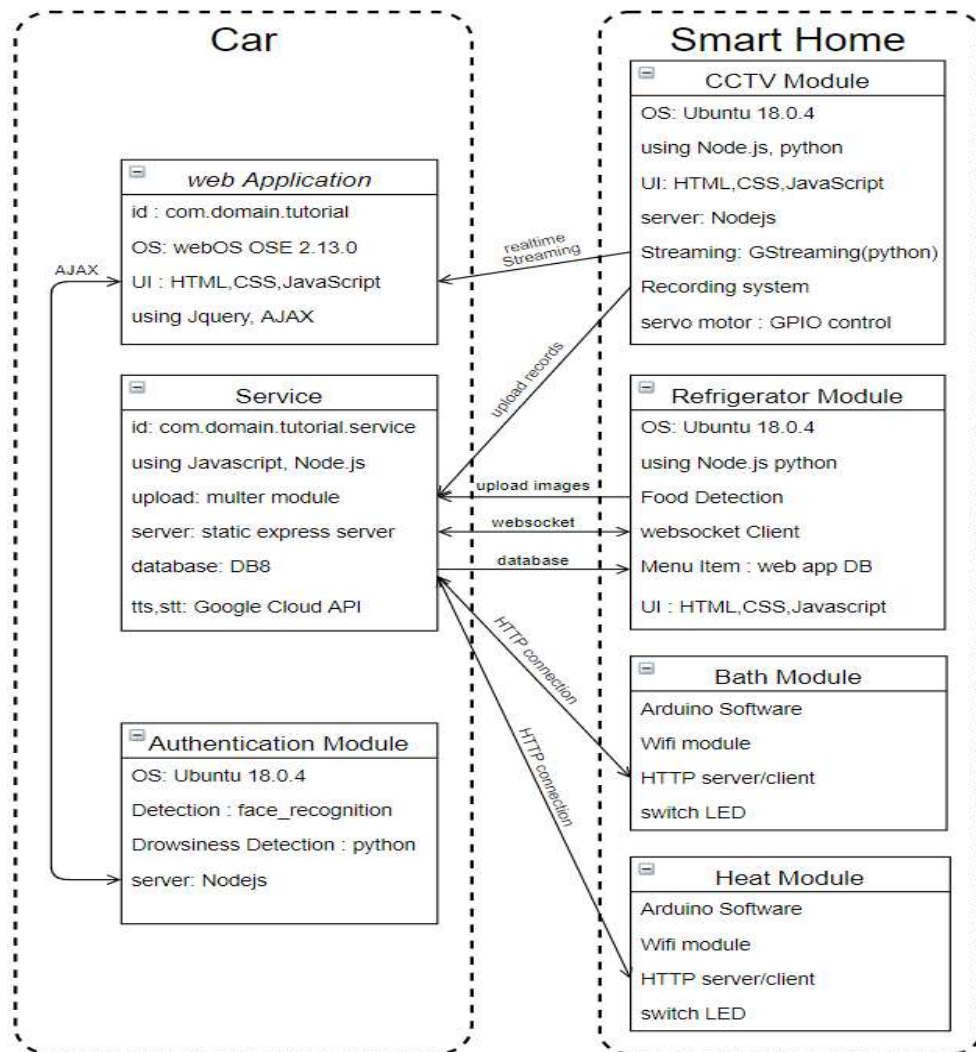 Car
web Application
id : com.domain.tutorial
OS: webOS OSE 2.13.0
UI : HTML,CSS,JavaScript
using Jquery, AJAX
AJAX
Service
id: com.domain.tutorial.service
using Javascript, Node.js
upload: multer module
server: static express server
database: DB8
tts,stt: Google Cloud API
Authentication Module
OS: Ubuntu 18.0.4
Detection : face_recognition
Drowsiness Detection : python
server: Nodejs
realtime
Streaming
upload records
upload images
websocket
database
HTTP connection
HTTP connection
Smart Home
CCTV Module
OS: Ubuntu 18.0.4
using Node.js, python
UI: HTML,CSS,JavaScript
server: Nodejs
Streaming: GStreaming(python)
Recording system
servo motor : GPIO control
Refrigerator Module
OS: Ubuntu 18.0.4
using Node.js python
Food Detection
websocket Client
Menu Item : web app DB
UI : HTML,CSS,Javascript
Bath Module
Arduino Software
Wifi module
HTTP server/client
switch LED
Heat Module
Arduino Software
Wifi module
HTTP server/client
switch LED